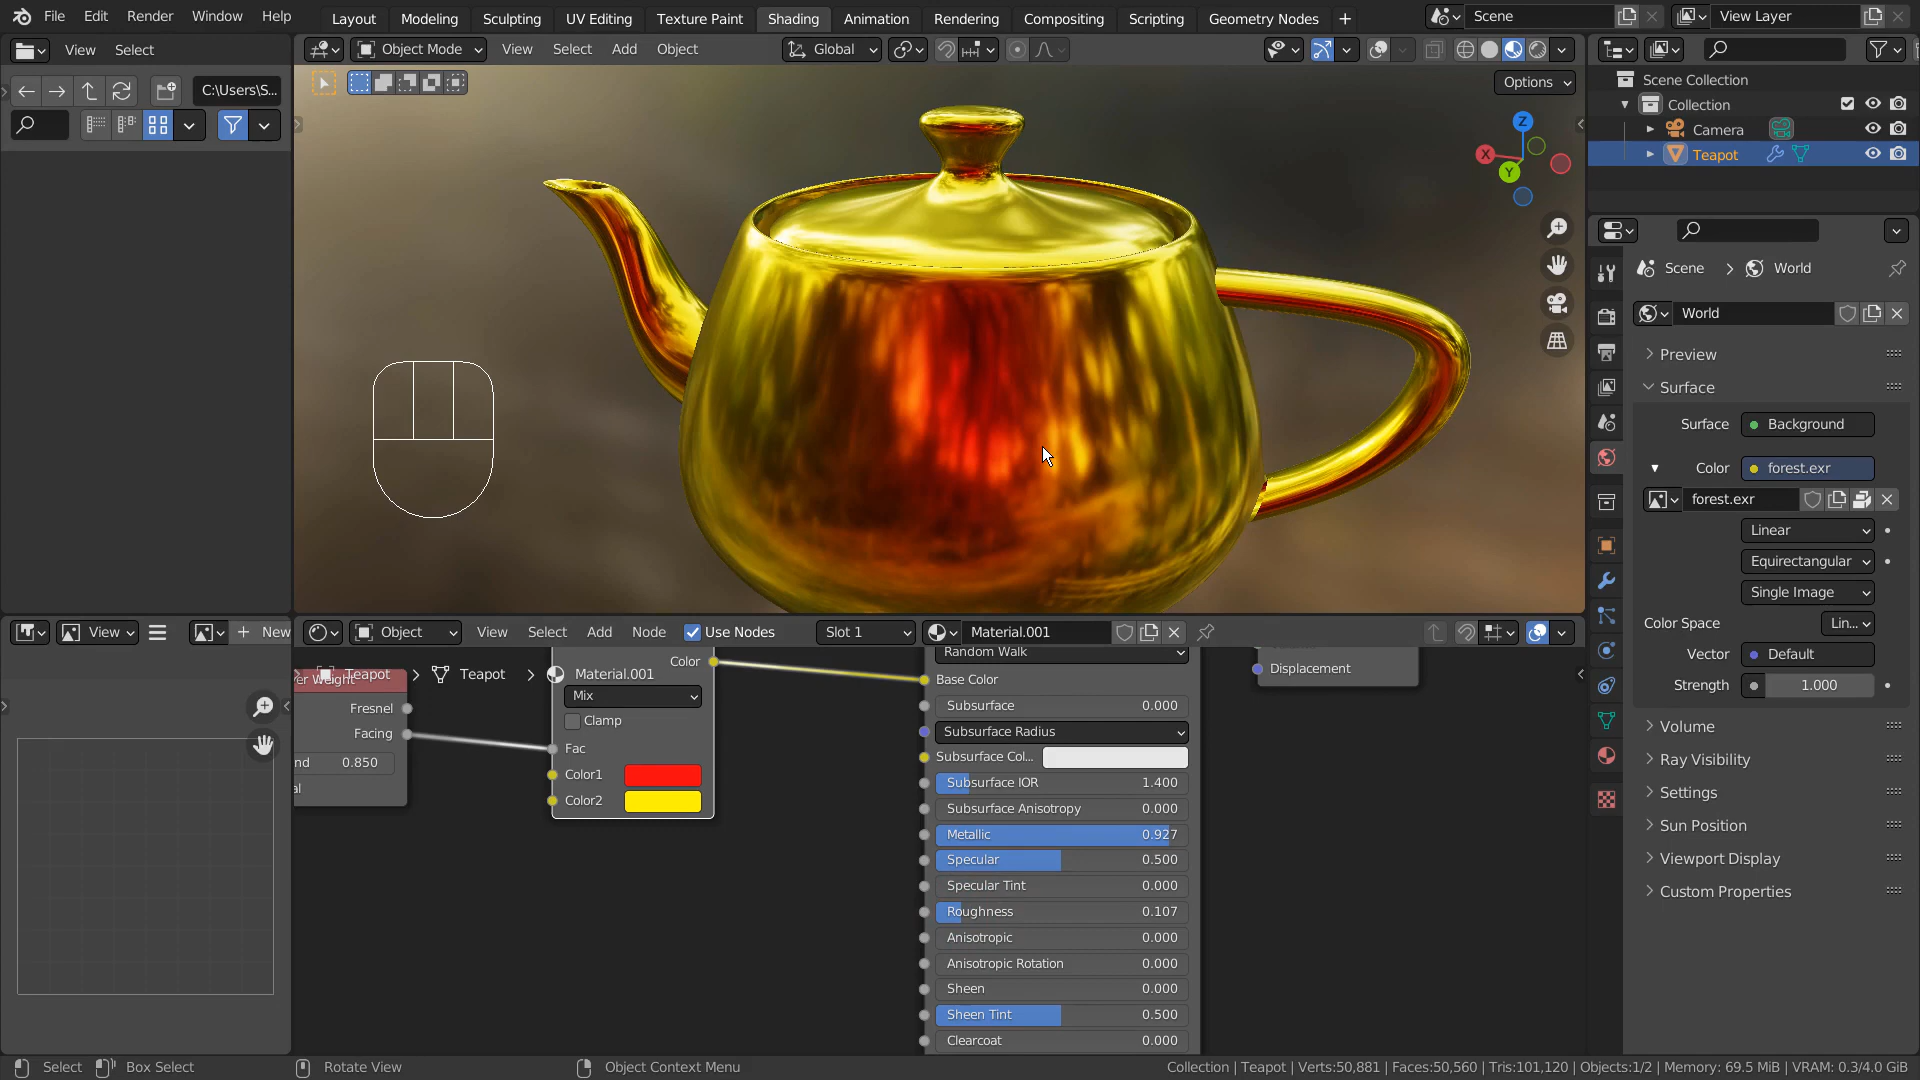 File Edit Render Window Help Layout Modeling Sculpting UV Editing Texture Paint Shading Animation Rendering Compositing Scripting Geometry Nodes + Scene View Layer
View Select
Object Mode View Select Add Object Global
C:\Users\S...
Options
Scene Collection
Collection
Camera
Teapot
Z
X
Y
Scene > World
World
Preview
Surface
Surface Background
Color forest.exr
forest.exr
Linear
Equirectangular
Single Image
Color Space Lin...
Vector Default
Strength 1.000
Volume
Ray Visibility
Settings
Sun Position
Viewport Display
Custom Properties
View + New
Object View Select Add Node Use Nodes Slot 1 Material.001
Teapot > Teapot > Material.001
er Weight
Fresnel
Facing
nd 0.850
al
Color
Mix
Clamp
Fac
Color1
Color2
Random Walk
Base Color
Subsurface 0.000
Subsurface Radius
Subsurface Col...
Subsurface IOR 1.400
Subsurface Anisotropy 0.000
Metallic 0.927
Specular 0.500
Specular Tint 0.000
Roughness 0.107
Anisotropic 0.000
Anisotropic Rotation 0.000
Sheen 0.000
Sheen Tint 0.500
Clearcoat 0.000
Displacement
Select Box Select Rotate View Object Context Menu
Collection | Teapot | Verts:50,881 | Faces:50,560 | Tris:101,120 | Objects:1/2 | Memory: 69.5 MiB | VRAM: 0.3/4.0 GiB